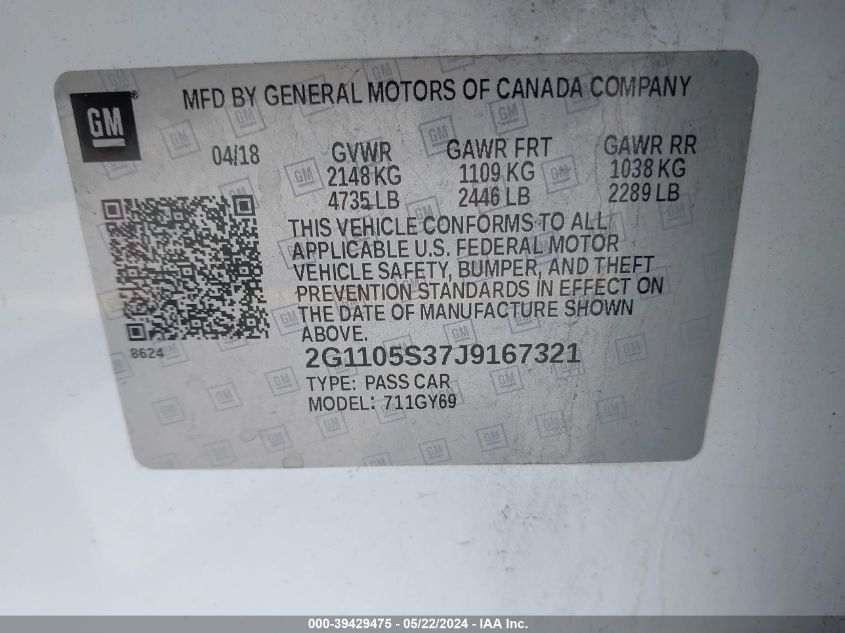 GM
MFD BY GENERAL MOTORS OF CANADA COMPANY
04/18 GVWR GAWR FRT GAWR RR
2148 KG 1109 KG 1038 KG
4735 LB 2446 LB 2289 LB
THIS VEHICLE CONFORMS TO ALL
APPLICABLE U.S. FEDERAL MOTOR
VEHICLE SAFETY, BUMPER, AND THEFT
PREVENTION STANDARDS IN EFFECT ON
THE DATE OF MANUFACTURE SHOWN
ABOVE.
8624
2G1105S37J9167321
TYPE: PASS CAR
MODEL: 711GY69
000-39429475 - 05/22/2024 - IAA Inc.